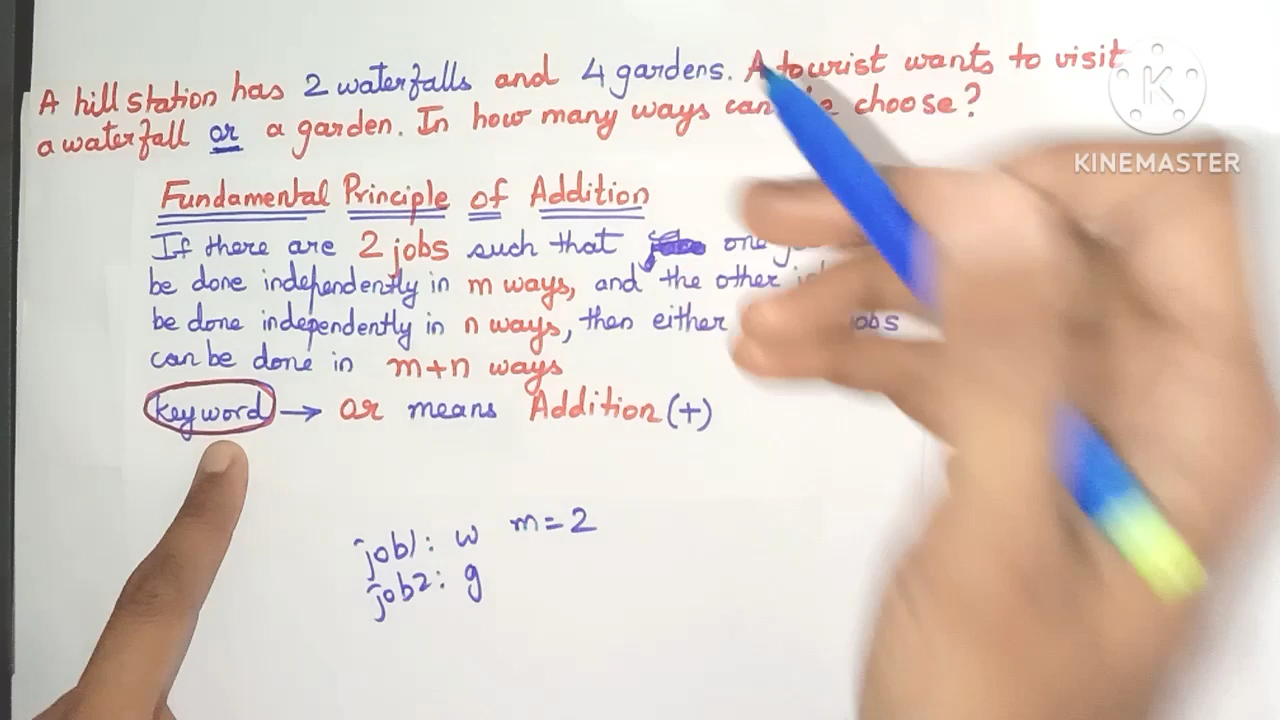 A hill station has 2 waterfalls and 4 gardens. A tourist wants to visit
a waterfall or a garden. In how many ways can choose?
Fundamental Principle of Addition
If there are 2 jobs such that one
be done independently in m ways, and the other
be done independently in n ways, then either jobs
can be done in m+n ways
Keyword → or means Addition (+)
job1: w m=2
job2: g
K
KINEMASTER